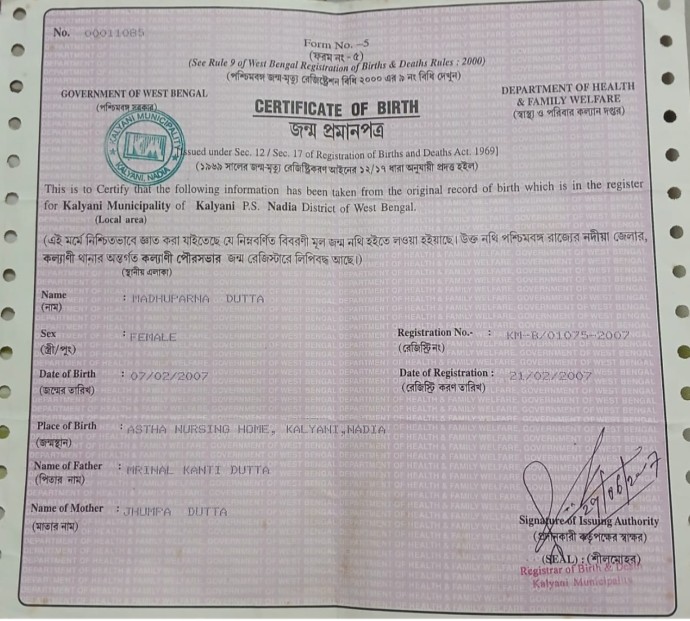 No. 00011085
Form No. -5
(ফরম নং - ৫)
(See Rule 9 of West Bengal Registration of Births & Deaths Rules : 2000)
(পশ্চিমবঙ্গ জন্ম-মৃত্যু রেজিষ্ট্রেশন বিধি ২০০০ এর ৯ নং বিধি দেখুন)
GOVERNMENT OF WEST BENGAL
(পশ্চিমবঙ্গ সরকার)
DEPARTMENT OF HEALTH
& FAMILY WELFARE
(স্বাস্থ্য ও পরিবার কল্যান দপ্তর)
KALYANI MUNICIPALITY
KALYANI, NADIA
CERTIFICATE OF BIRTH
জন্ম প্রমানপত্র
ssued under Sec. 12 / Sec. 17 of Registration of Births and Deaths Act. 1969]
(১৯৬৯ সালের জন্ম-মৃত্যু রেজিষ্ট্রিকরণ আইনের ১২/১৭ ধারা অনুযায়ী প্রদত্ত হইল)
This is to Certify that the following information has been taken from the original record of birth which is in the register
for Kalyani Municipality of Kalyani P.S. Nadia District of West Bengal.
(Local area)
(এই মর্মে নিশ্চিতভাবে জ্ঞাত করা যাইতেছে যে নিম্নবর্ণিত বিবরণী মূল জন্ম নথি হইতে লওয়া হইয়াছে। উক্ত নথি পশ্চিমবঙ্গ রাজ্যের নদীয়া জেলার,
কল্যাণী থানার অন্তর্গত কল্যাণী পৌরসভার জন্ম রেজিস্টারে লিপিবদ্ধ আছে।)
(স্থানীয় এলাকা)
Name : MADHUPARNA DUTTA
(নাম)
Sex : FEMALE
(স্ত্রী/পুং)
Registration No.- : KM-B/01075-2007
(রেজিস্ট্রি নং)
Date of Birth : 07/02/2007
(জন্মের তারিখ)
Date of Registration : 21/02/2007
(রেজিস্ট্রি করণ তারিখ)
Place of Birth : ASTHA NURSING HOME, KALYANI,NADIA
(জন্মস্থান)
Name of Father : MRINAL KANTI DUTTA
(পিতার নাম)
Name of Mother : JHUMPA DUTTA
(মাতার নাম)
Signature of Issuing Authority
(SEAL) : (শীলমোহর)
Registrar of Birth &
Kalyani Municipality